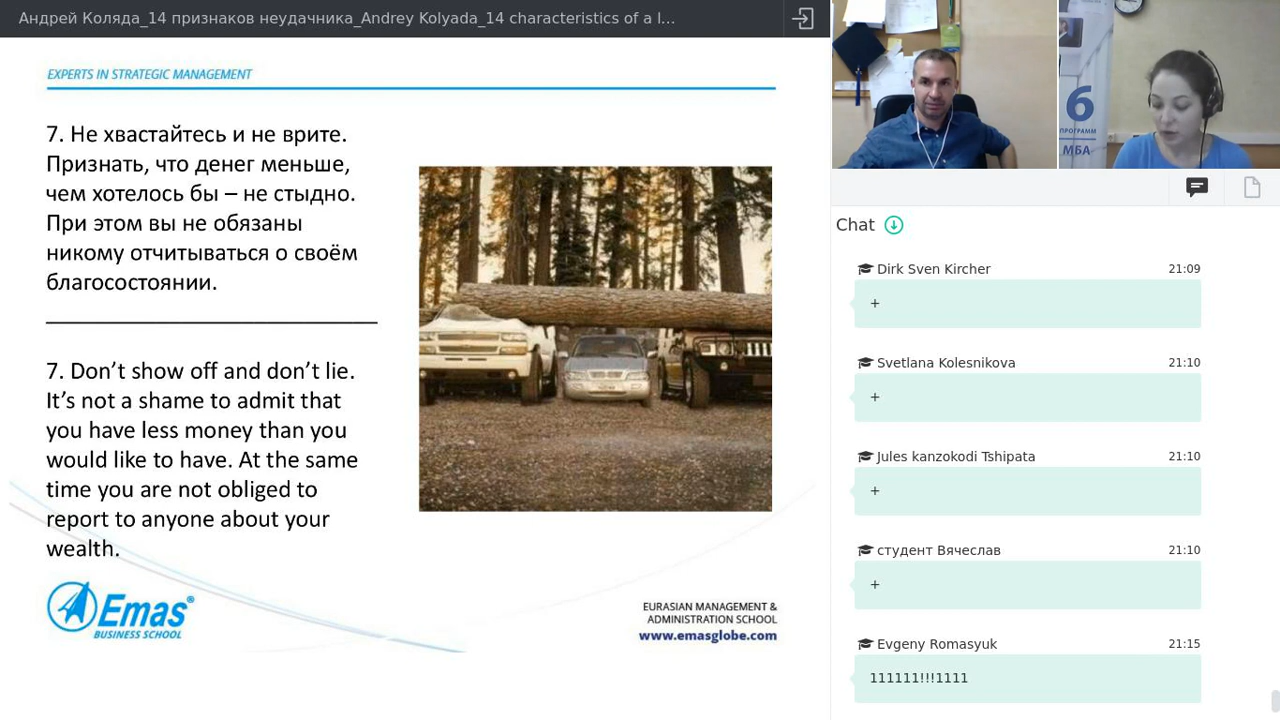 Андрей Коляда_14 признаков неудачника_Andrey Kolyada_14 characteristics of a l...
EXPERTS IN STRATEGIC MANAGEMENT
7. Не хвастайтесь и не врите.
Признать, что денег меньше,
чем хотелось бы – не стыдно.
При этом вы не обязаны
никому отчитываться о своём
благосостоянии.
7. Don’t show off and don’t lie.
It’s not a shame to admit that
you have less money than you
would like to have. At the same
time you are not obliged to
report to anyone about your
wealth.
Emas®
BUSINESS SCHOOL
EURASIAN MANAGEMENT &
ADMINISTRATION SCHOOL
www.emasglobe.com
6
ПРОГРАММ
МБА
Chat
Dirk Sven Kircher 21:09
+
Svetlana Kolesnikova 21:10
+
Jules kanzokodi Tshipata 21:10
+
студент Вячеслав 21:10
+
Evgeny Romasyuk 21:15
111111!!!1111